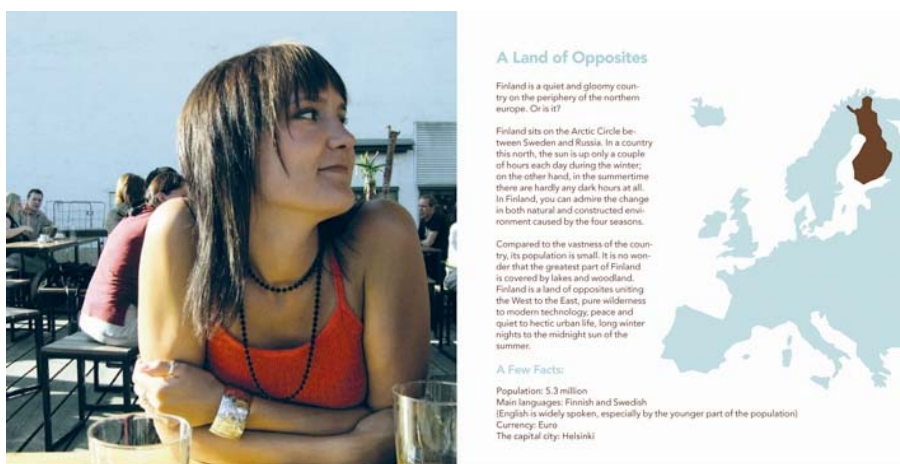 A Land of Opposites
Finland is a quiet and gloomy coun-
try on the periphery of the northern
europe. Or is it?
Finland sits on the Arctic Circle be-
tween Sweden and Russia. In a country
this north, the sun is up only a couple
of hours each day during the winter;
on the other hand, in the summertime
there are hardly any dark hours at all.
In Finland, you can admire the change
in both natural and constructed envi-
ronment caused by the four seasons.
Compared to the vastness of the coun-
try, its population is small. It is no won-
der that the greatest part of Finland
is covered by lakes and woodland.
Finland is a land of opposites uniting
the West to the East, pure wilderness
to modern technology, peace and
quiet to hectic urban life, long winter
nights to the midnight sun of the
summer.
A Few Facts:
Population: 5.3 million
Main languages: Finnish and Swedish
(English is widely spoken, especially by the younger part of the population)
Currency: Euro
The capital city: Helsinki